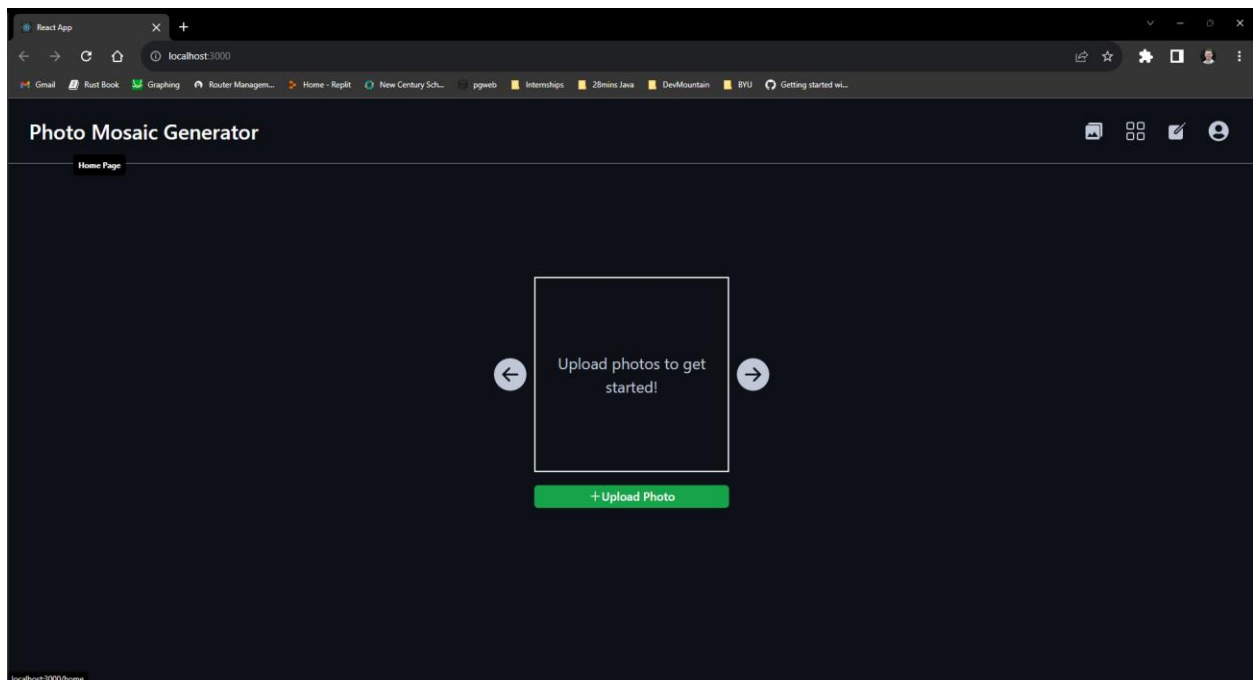 React App
localhost:3000
Gmail Rust Book Graphing Router Managem... Home - Replit New Century Sch... pgweb Internships 28mins Java DevMountain BYU Getting started wi...
Photo Mosaic Generator
Home Page
Upload photos to get
started!
+Upload Photo
localhost:3000/home